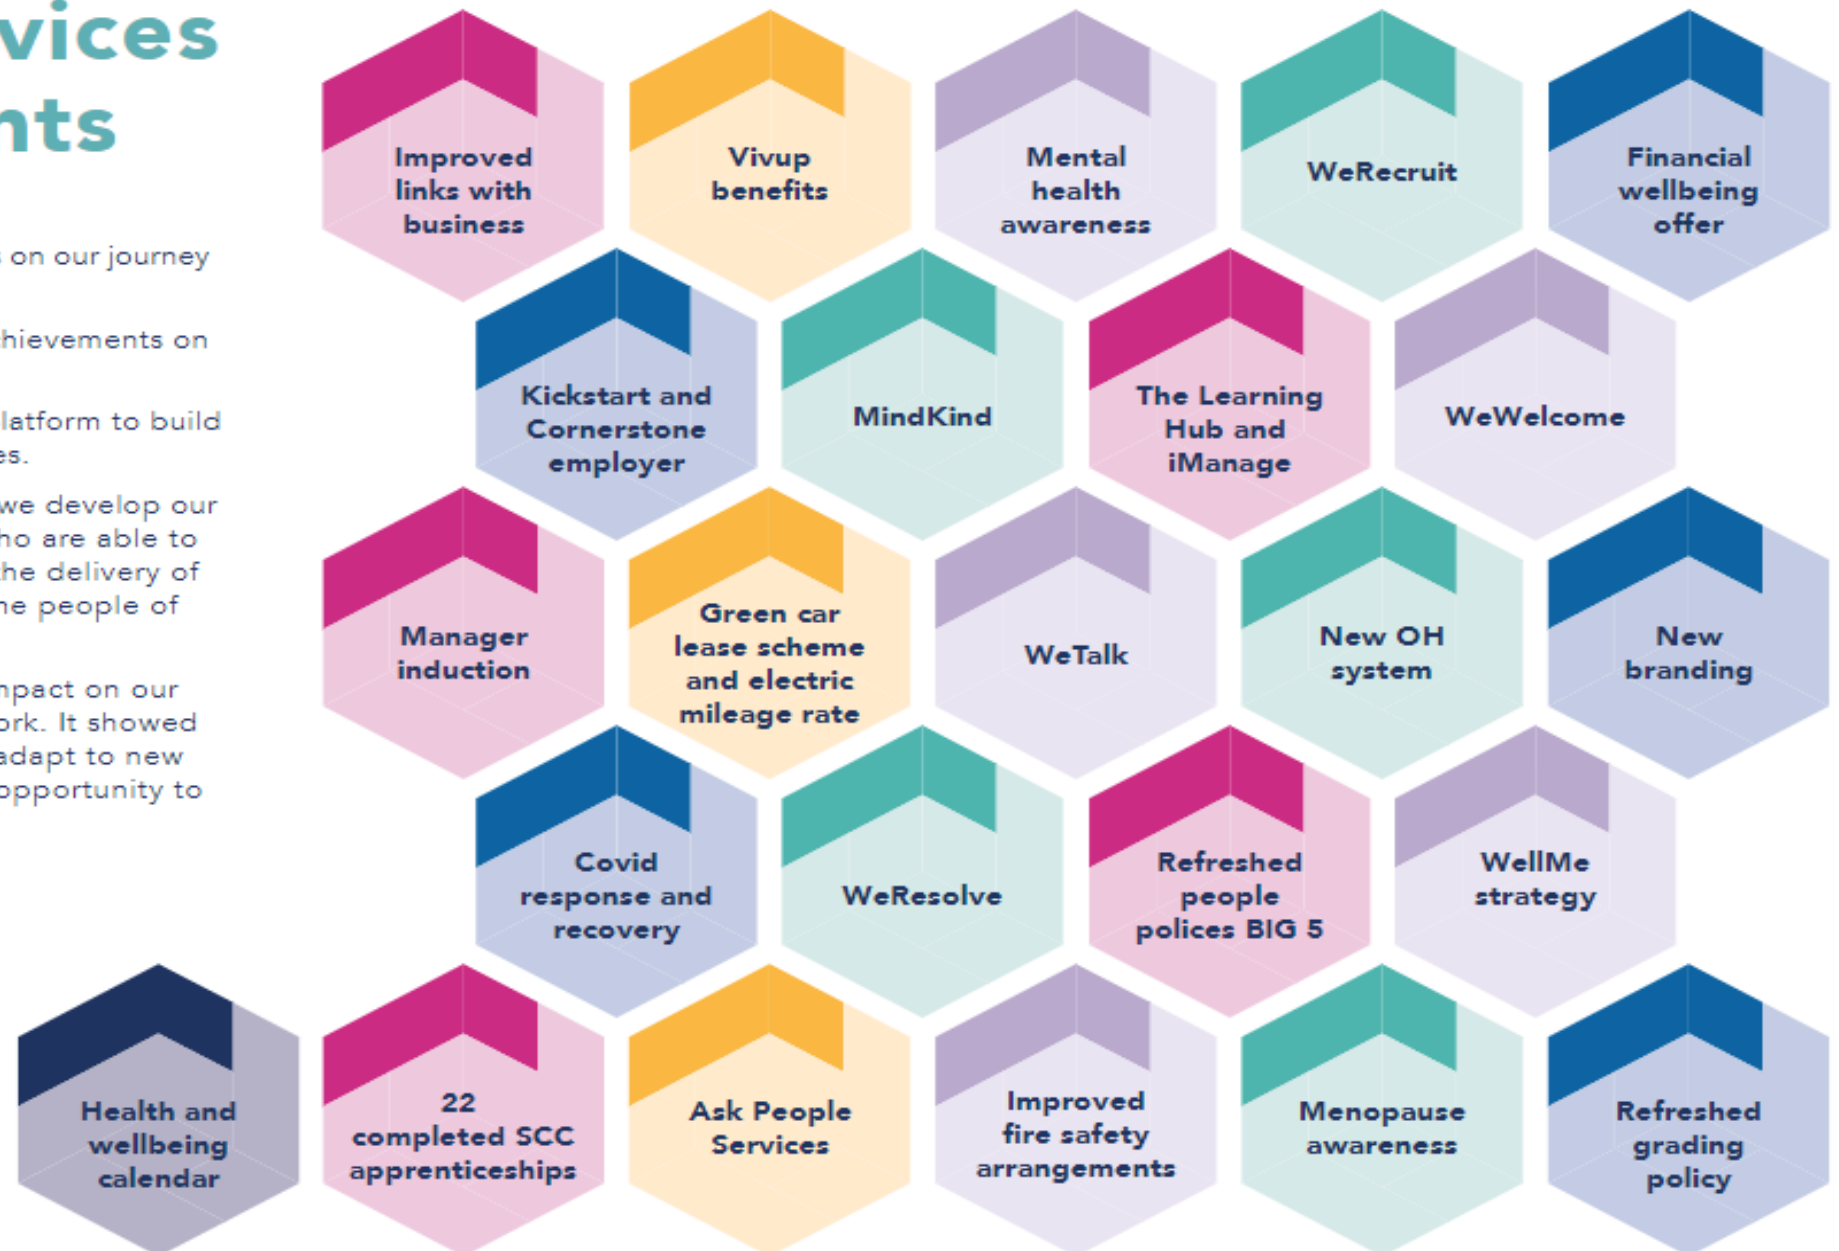 vices
nts
on our journey
hievements on
latform to build
es.
we develop our
ho are able to
the delivery of
ne people of
mpact on our
ork. It showed
adapt to new
opportunity to
Improved
links with
business
Vivup
benefits
Mental
health
awareness
WeRecruit
Financial
wellbeing
offer
Kickstart and
Cornerstone
employer
MindKind
The Learning
Hub and
iManage
WeWelcome
Manager
induction
Green car
lease scheme
and electric
mileage rate
WeTalk
New OH
system
New
branding
Covid
response and
recovery
WeResolve
Refreshed
people
polices BIG 5
WellMe
strategy
Health and
wellbeing
calendar
22
completed SCC
apprenticeships
Ask People
Services
Improved
fire safety
arrangements
Menopause
awareness
Refreshed
grading
policy